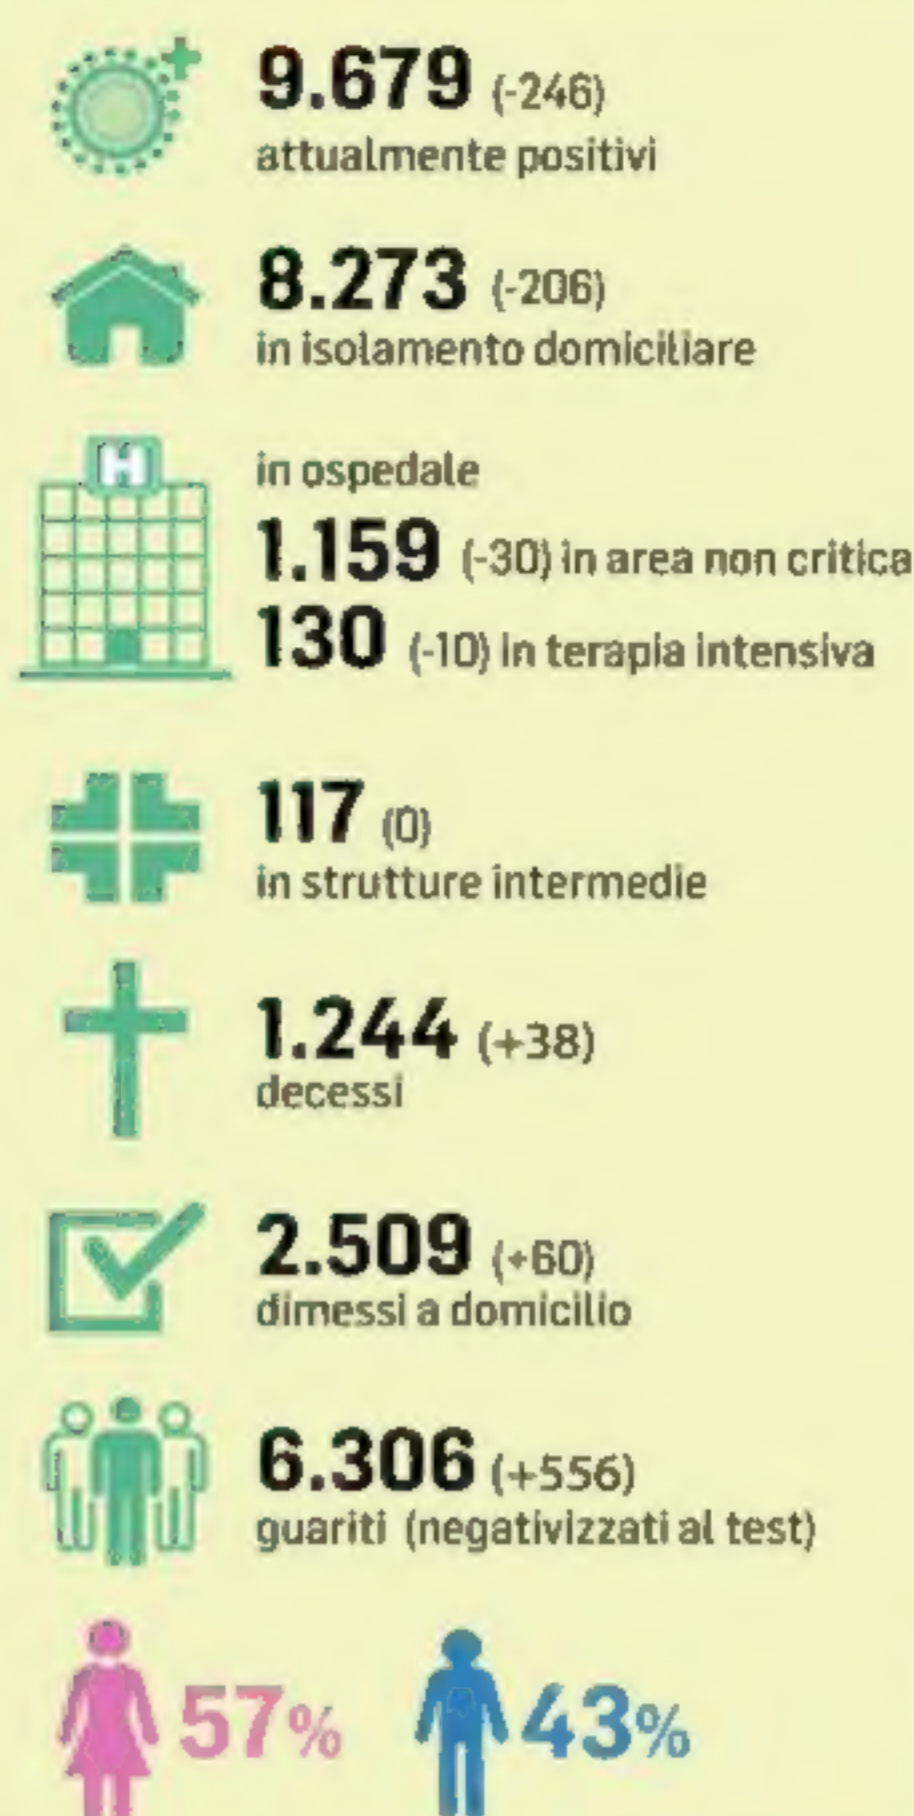 9.679 (-246)
attualmente positivi
8.273 (-206)
in isolamento domiciliare
H
in ospedale
1.159 (-30) in area non critica
130 (-10) in terapia intensiva
117 (0)
in strutture intermedie
1.244 (+38)
decessi
2.509 (+60)
dimessi a domicilio
6.306 (+556)
guariti (negativizzati al test)
57% 43%